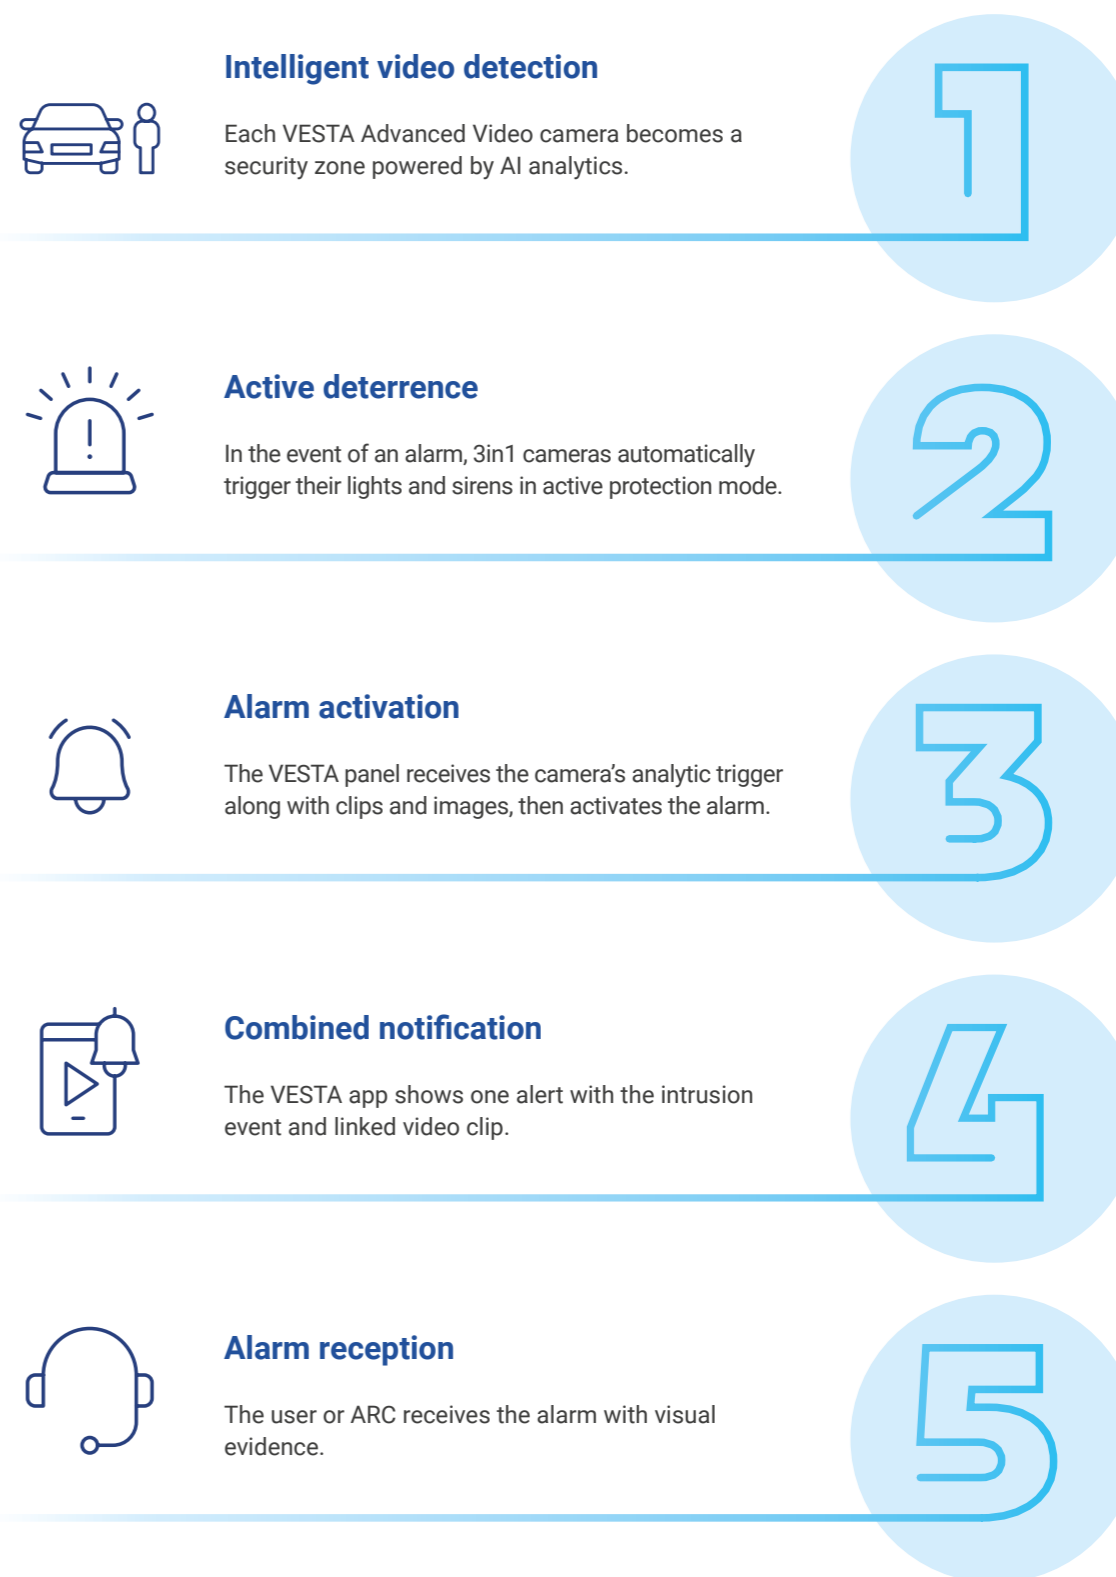 Intelligent video detection
Each VESTA Advanced Video camera becomes a
security zone powered by AI analytics.
1
Active deterrence
In the event of an alarm, 3in1 cameras automatically
trigger their lights and sirens in active protection mode.
2
Alarm activation
The VESTA panel receives the camera’s analytic trigger
along with clips and images, then activates the alarm.
3
Combined notification
The VESTA app shows one alert with the intrusion
event and linked video clip.
4
Alarm reception
The user or ARC receives the alarm with visual
evidence.
5